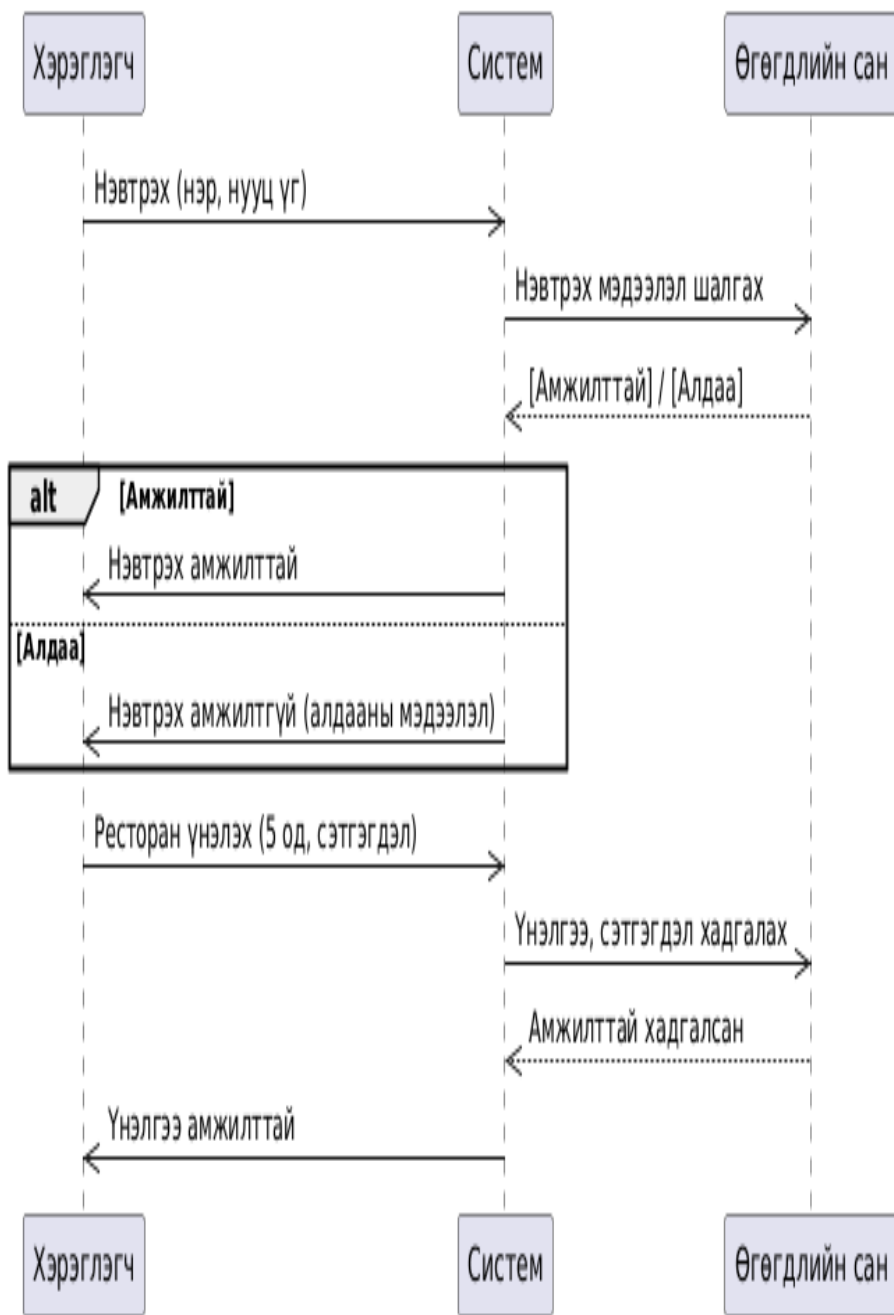 Хэрэглэгч
Систем
Өгөгдлийн сан
Нэвтрэх (нэр, нууц үг)
Нэвтрэх мэдээлэл шалгах
[Амжилттай] / [Алдаа]
alt
[Амжилттай]
Нэвтрэх амжилттай
[Алдаа]
Нэвтрэх амжилтгүй (алдааны мэдээлэл)
Ресторан үнэлэх (5 од, сэтгэгдэл)
Үнэлгээ, сэтгэгдэл хадгалах
Амжилттай хадгалсан
Үнэлгээ амжилттай
Хэрэглэгч
Систем
Өгөгдлийн сан